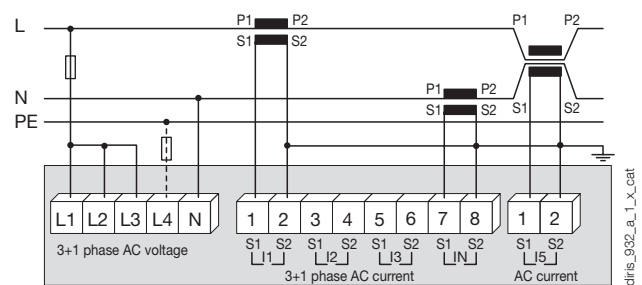 L P1 P2 P1 P2
S1 S2
N P1 P2
S1 S2 S1 S2
PE
L1 L2 L3 L4 N 1 2 3 4 5 6 7 8 1 2
S1 S2 S1 S2 S1 S2 S1 S2 S1 S2
I1 I2 I3 IN I5
3+1 phase AC voltage
3+1 phase AC current
AC current
diris_932_a_1_x_cat